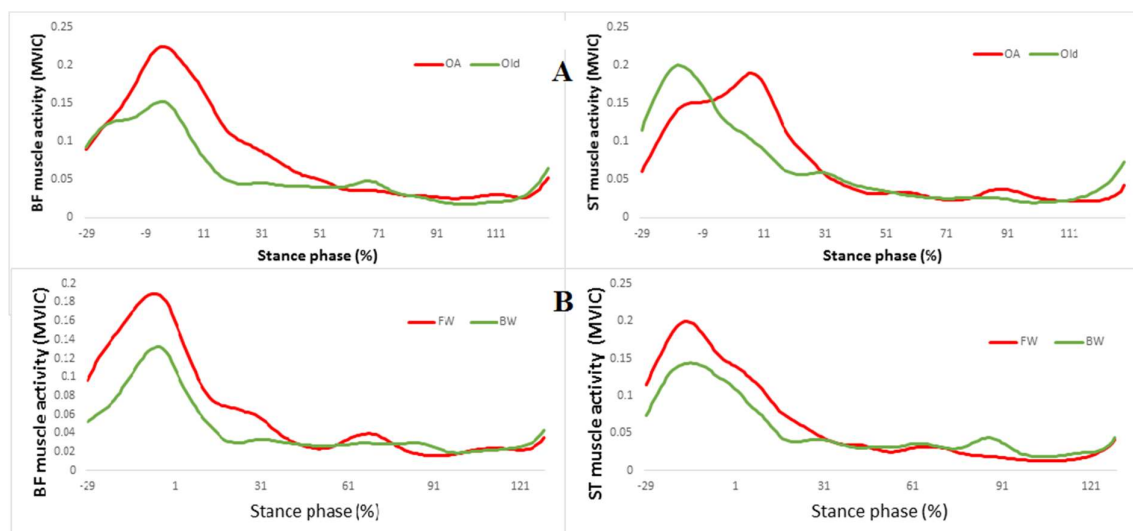 BF muscle activity (MVIC)
0.25
0.2
0.15
0.1
0.05
0
OA Old
-29 -9 11 31 51 71 91 111
Stance phase (%)
A
ST muscle activity (MVIC)
0.25
0.2
0.15
0.1
0.05
0
OA Old
-29 -9 11 31 51 71 91 111
Stance phase (%)
BF muscle activity (MVIC)
0.2
0.18
0.16
0.14
0.12
0.1
0.08
0.06
0.04
0.02
0
FW BW
-29 1 31 61 91 121
Stance phase (%)
B
ST muscle activity (MVIC)
0.25
0.2
0.15
0.1
0.05
0
FW BW
-29 1 31 61 91 121
Stance phase (%)